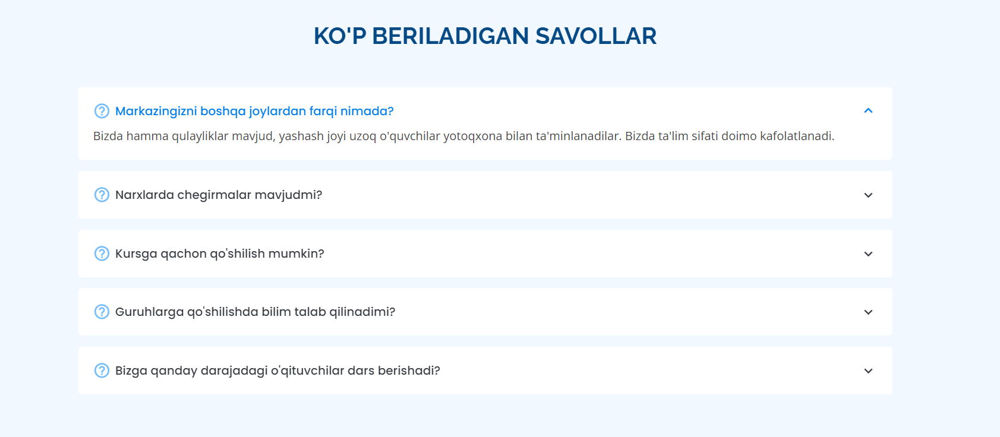 KO'P BERILADIGAN SAVOLLAR
Markazingizni boshqa joylardan farqi nimada?
Bizda hamma qulayliklar mavjud, yashash joyi uzoq o'quvchilar yotoqxona bilan ta'minlanadilar. Bizda ta'lim sifati doimo kafolatlanadi.
Narxlarda chegirmalar mavjudmi?
Kursga qachon qo'shilish mumkin?
Guruhlarga qo'shilishda bilim talab qilinadimi?
Bizga qanday darajadagi o'qituvchilar dars berishadi?